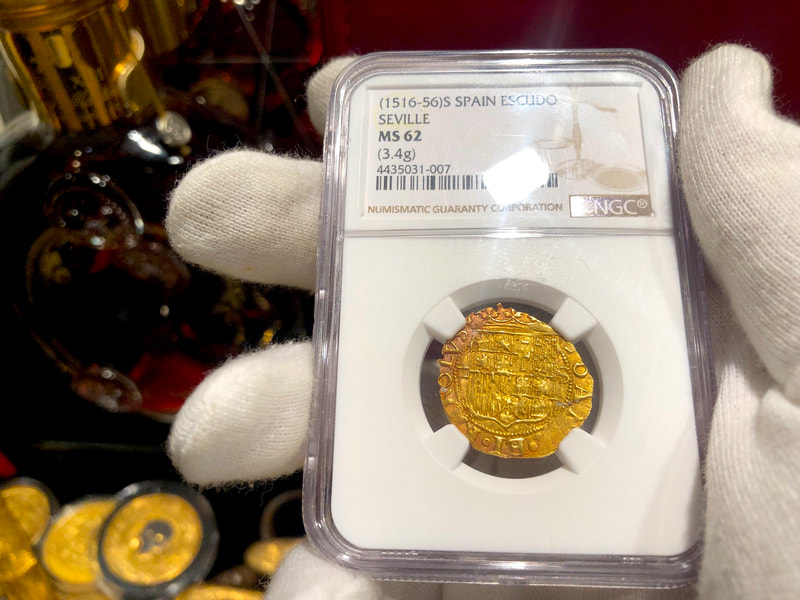 (1516-56)S SPAIN ESCUDO
SEVILLE
MS 62
(3.4g)
4435031-007
NUMISMATIC GUARANTY CORPORATION NGC®